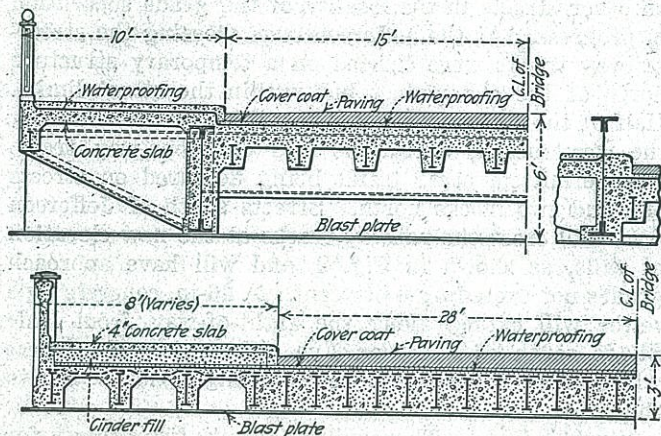 10'
15'
C.L. of Bridge
Waterproofing
Cover coat
Paving
Waterproofing
Concrete slab
6'
Blast plate
8' (Varies)
28'
C.L. of Bridge
4" Concrete slab
Cover coat
Paving
Waterproofing
3'
Cinder fill
Blast plate